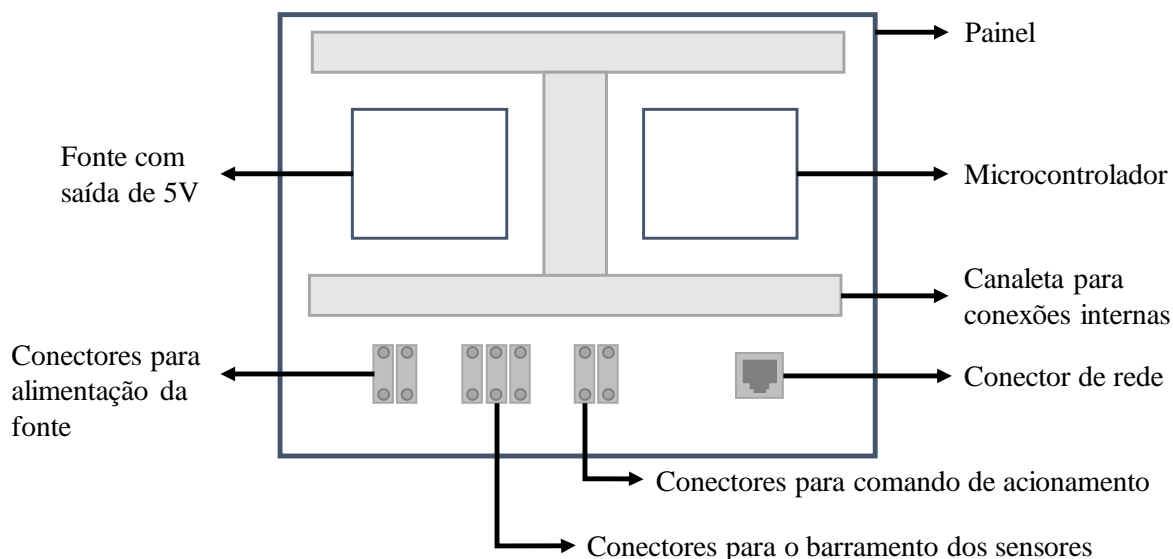 Painel
Fonte com
saída de 5V
Microcontrolador
Canaleta para
conexões internas
Conectores para
alimentação da
fonte
Conector de rede
Conectores para comando de acionamento
Conectores para o barramento dos sensores